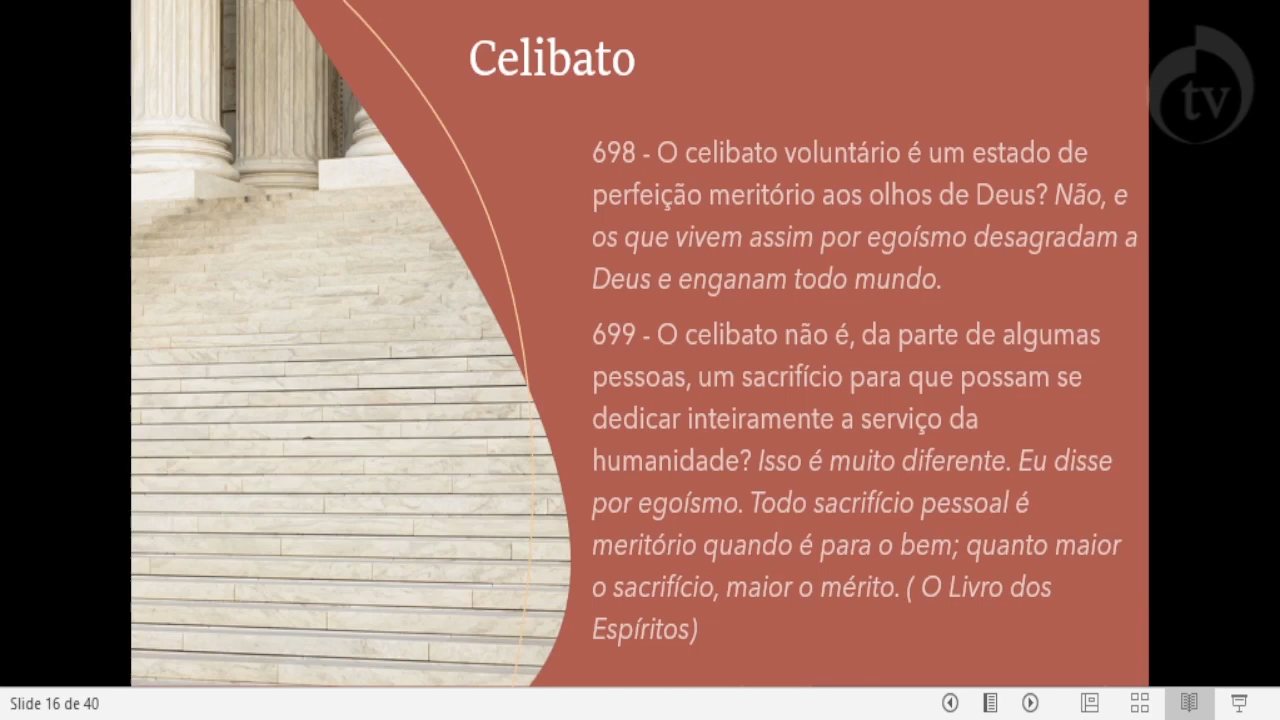 Celibato
tv
698 - O celibato voluntário é um estado de
perfeição meritório aos olhos de Deus? Não, e
os que vivem assim por egoísmo desagradam a
Deus e enganam todo mundo.
699 - O celibato não é, da parte de algumas
pessoas, um sacrifício para que possam se
dedicar inteiramente a serviço da
humanidade? Isso é muito diferente. Eu disse
por egoísmo. Todo sacrifício pessoal é
meritório quando é para o bem; quanto maior
o sacrifício, maior o mérito. ( O Livro dos
Espíritos)
Slide 16 de 40